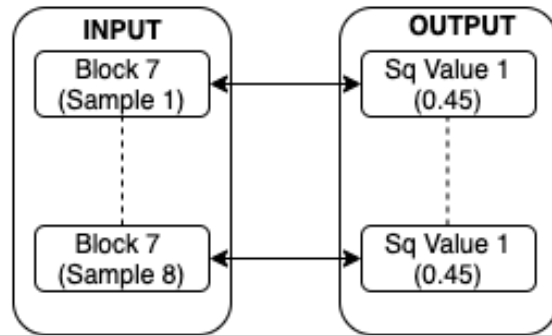 INPUT
Block 7
(Sample 1)
Block 7
(Sample 8)
OUTPUT
Sq Value 1
(0.45)
Sq Value 1
(0.45)